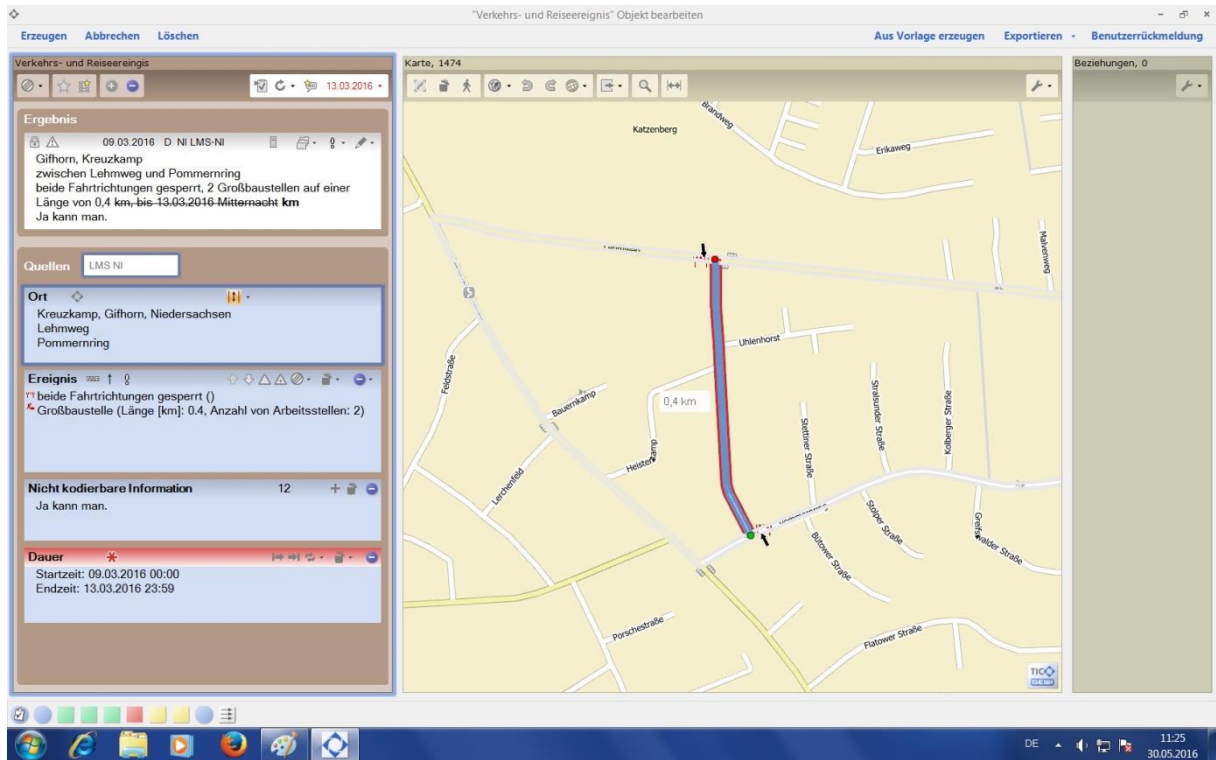 "Verkehrs- und Reiseereignis" Objekt bearbeiten
Erzeugen Abbrechen Löschen
Aus Vorlage erzeugen Exportieren Benutzerrückmeldung
Verkehrs- und Reiseereingis
13.03.2016
Ergebnis
09.03.2016 D NI LMS-NI
Gifhorn, Kreuzkamp
zwischen Lehmweg und Pommernring
beide Fahrtrichtungen gesperrt, 2 Großbaustellen auf einer
Länge von 0,4 km, bis 13.03.2016 Mitternacht km
Ja kann man.
Quellen LMS NI
Ort
Kreuzkamp, Gifhorn, Niedersachsen
Lehmweg
Pommernring
Ereignis
beide Fahrtrichtungen gesperrt ()
Großbaustelle (Länge [km]: 0.4, Anzahl von Arbeitsstellen: 2)
Nicht kodierbare Information 12
Ja kann man.
Dauer
Startzeit: 09.03.2016 00:00
Endzeit: 13.03.2016 23:59
Karte, 1474
Brandweg
Katzenberg
Erikaweg
Malvenweg
Uhlenhorst
Feldstraße
0,4 km
Bauernkamp
Stralsunder Straße
Kolberger Straße
Stettiner Straße
Heisterkamp
Lerchenfeld
Stolper Straße
Greifswalder Straße
Bütower Straße
Porschestraße
Flatower Straße
TIC
Beziehungen, 0
DE
11:25
30.05.2016